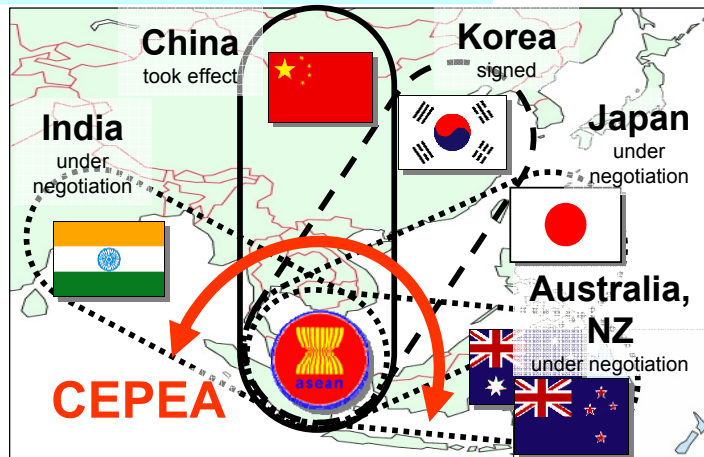 China
took effect
Korea
signed
India
under
negotiation
Japan
under
negotiation
Australia,
NZ
under negotiation
asean
CEPEA